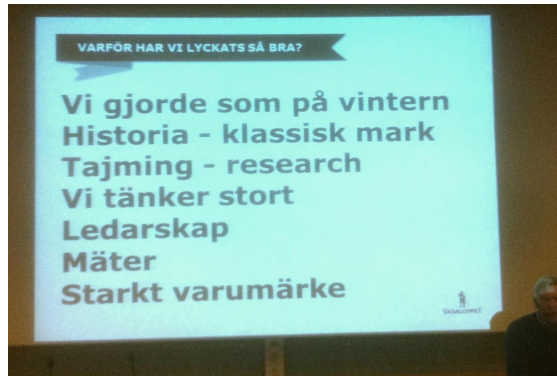 VARFÖR HAR VI LYCKATS SÅ BRA?
Vi gjorde som på vintern
Historia - klassisk mark
Tajming - research
Vi tänker stort
Ledarskap
Mäter
Starkt varumärke
VASALOPPET